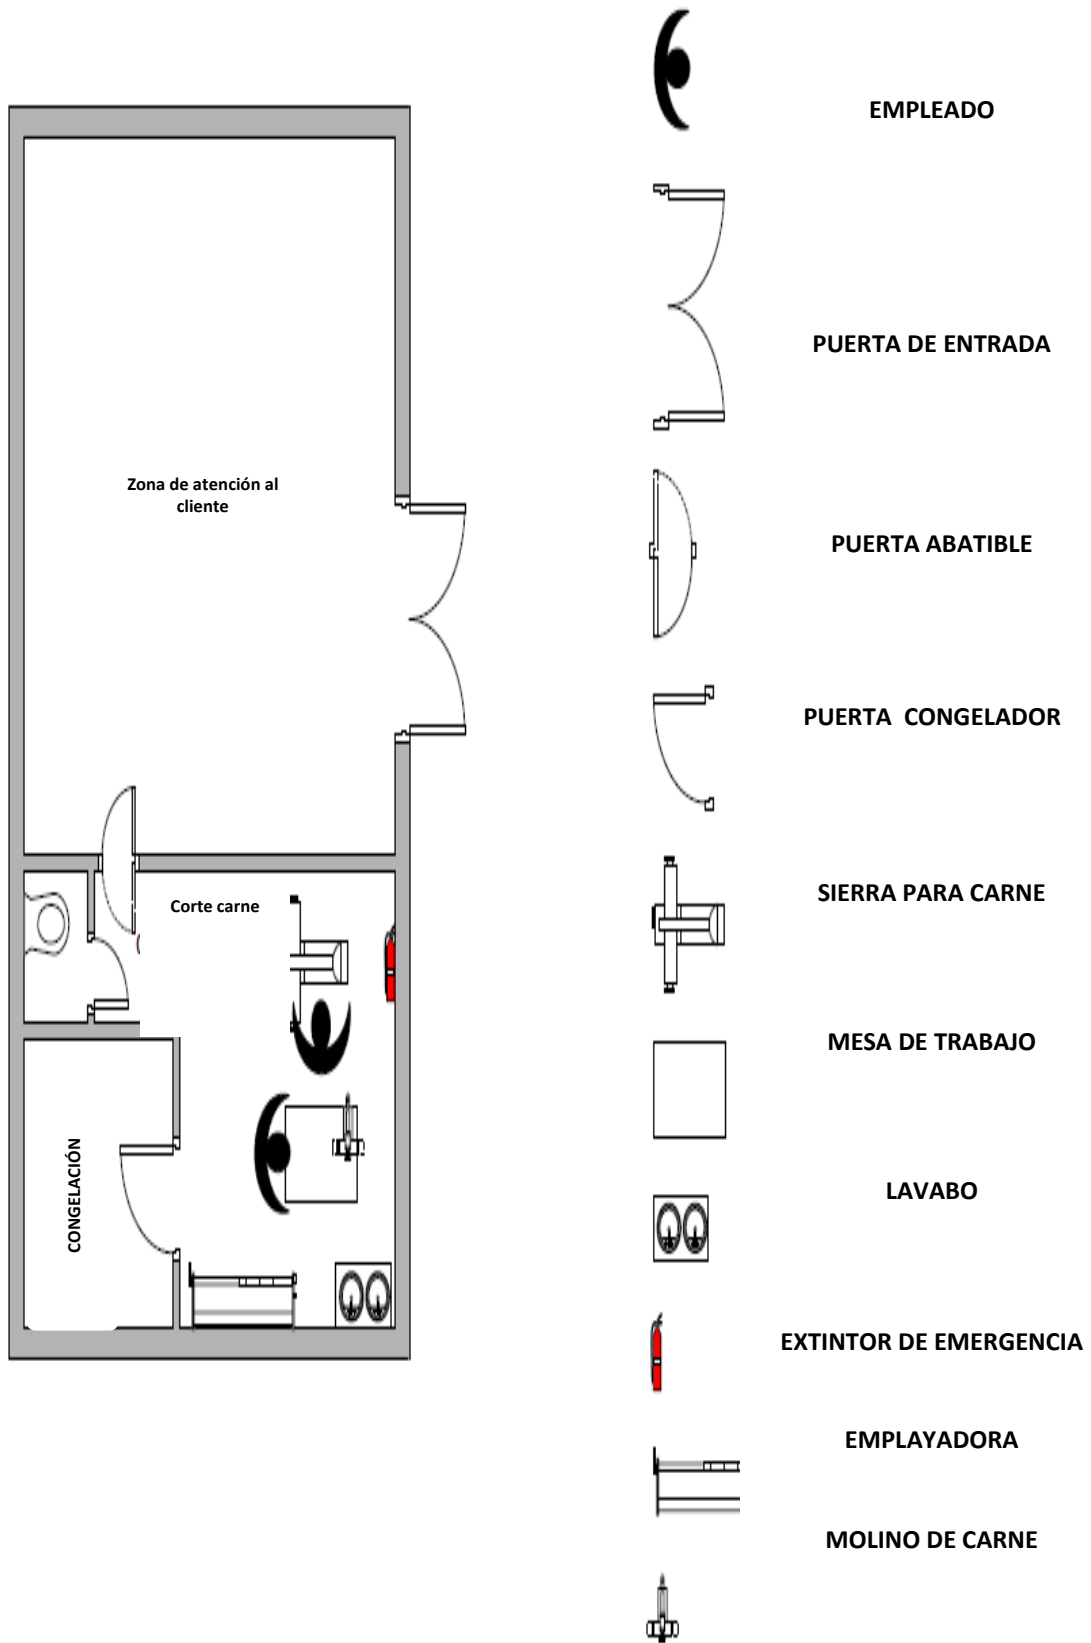 EMPLEADO
PUERTA DE ENTRADA
Zona de atención al
cliente
PUERTA ABATIBLE
PUERTA CONGELADOR
Corte carne
SIERRA PARA CARNE
MESA DE TRABAJO
CONGELACIÓN
LAVABO
EXTINTOR DE EMERGENCIA
EMPLAYADORA
MOLINO DE CARNE